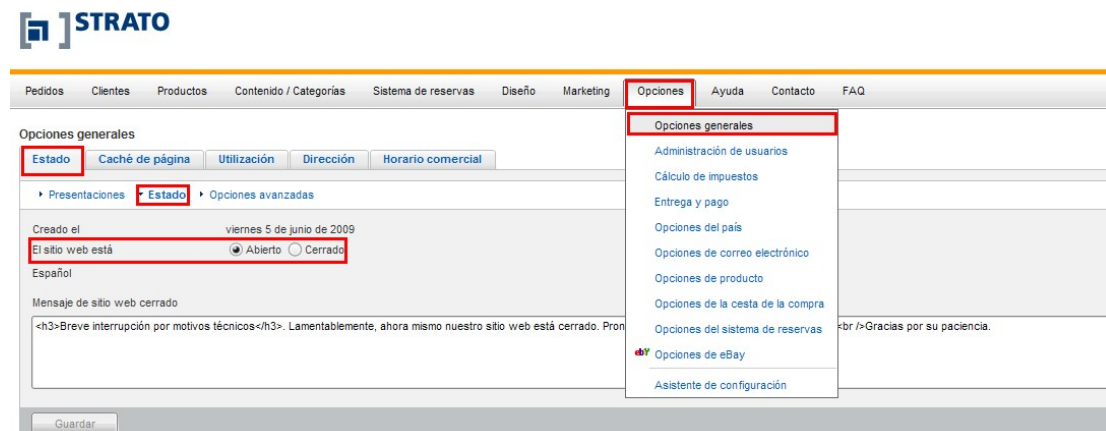 STRATO
Pedidos Clientes Productos Contenido / Categorías Sistema de reservas Diseño Marketing Opciones Ayuda Contacto FAQ
Opciones generales
Administración de usuarios
Cálculo de impuestos
Entrega y pago
Opciones del país
Opciones de correo electrónico
Opciones de producto
Opciones de la cesta de la compra
Opciones del sistema de reservas
ebY Opciones de eBay
Asistente de configuración
Opciones generales
Estado Caché de página Utilización Dirección Horario comercial
Presentaciones Estado Opciones avanzadas
Creado el viernes 5 de junio de 2009
El sitio web está Abierto Cerrado
Español
Mensaje de sitio web cerrado
<h3>Breve interrupción por motivos técnicos</h3>. Lamentablemente, ahora mismo nuestro sitio web está cerrado. Pron <br />Gracias por su paciencia.
Guardar